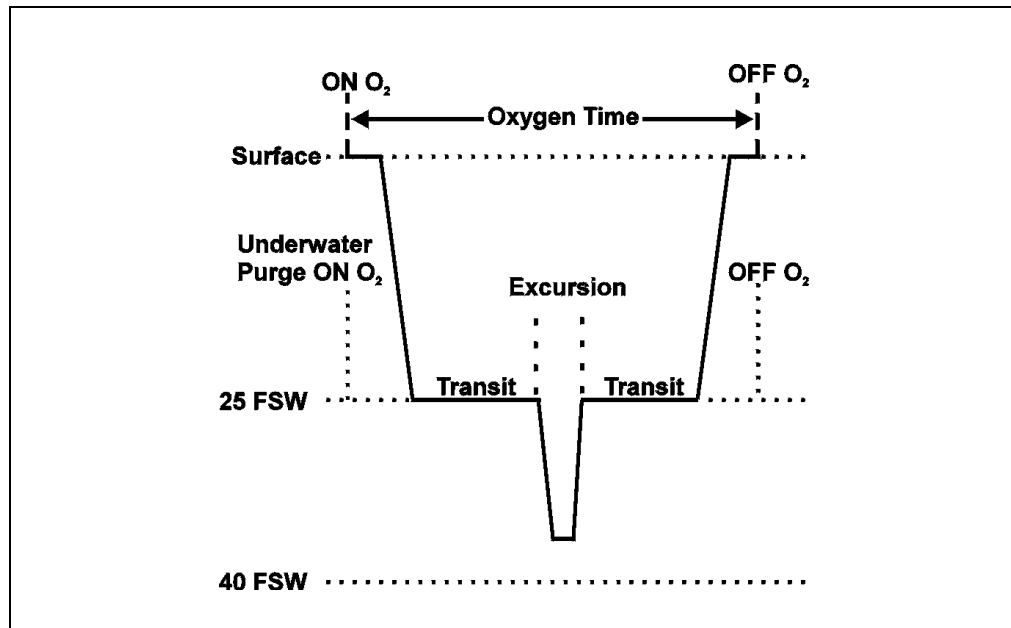 ON O₂
OFF O₂
Oxygen Time
Surface
Underwater
Purge ON O₂
OFF O₂
Excursion
Transit
Transit
25 FSW
40 FSW